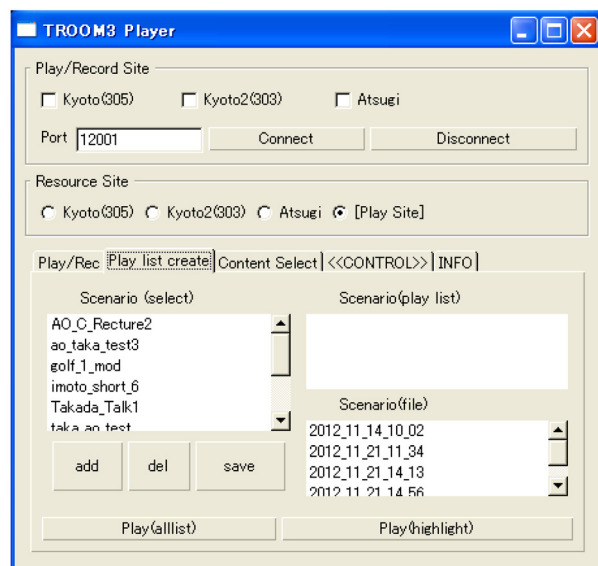 TROOM3 Player
Play/Record Site
Kyoto(305) Kyoto2(303) Atsugi
Port 12001 Connect Disconnect
Resource Site
Kyoto(305) Kyoto2(303) Atsugi [Play Site]
Play/Rec Play list create Content Select <<CONTROL>> INFO
Scenario (select)
AO_C_Recture2
ao_taka_test3
golf_1_mod
imoto_short_6
Takada_Talk1
taka_ao_test
add del save
Scenario(play list)
Scenario(file)
2012_11_14_10_02
2012_11_21_11_34
2012_11_21_14_13
2012_11_21_14_56
Play(alllist) Play(highlight)